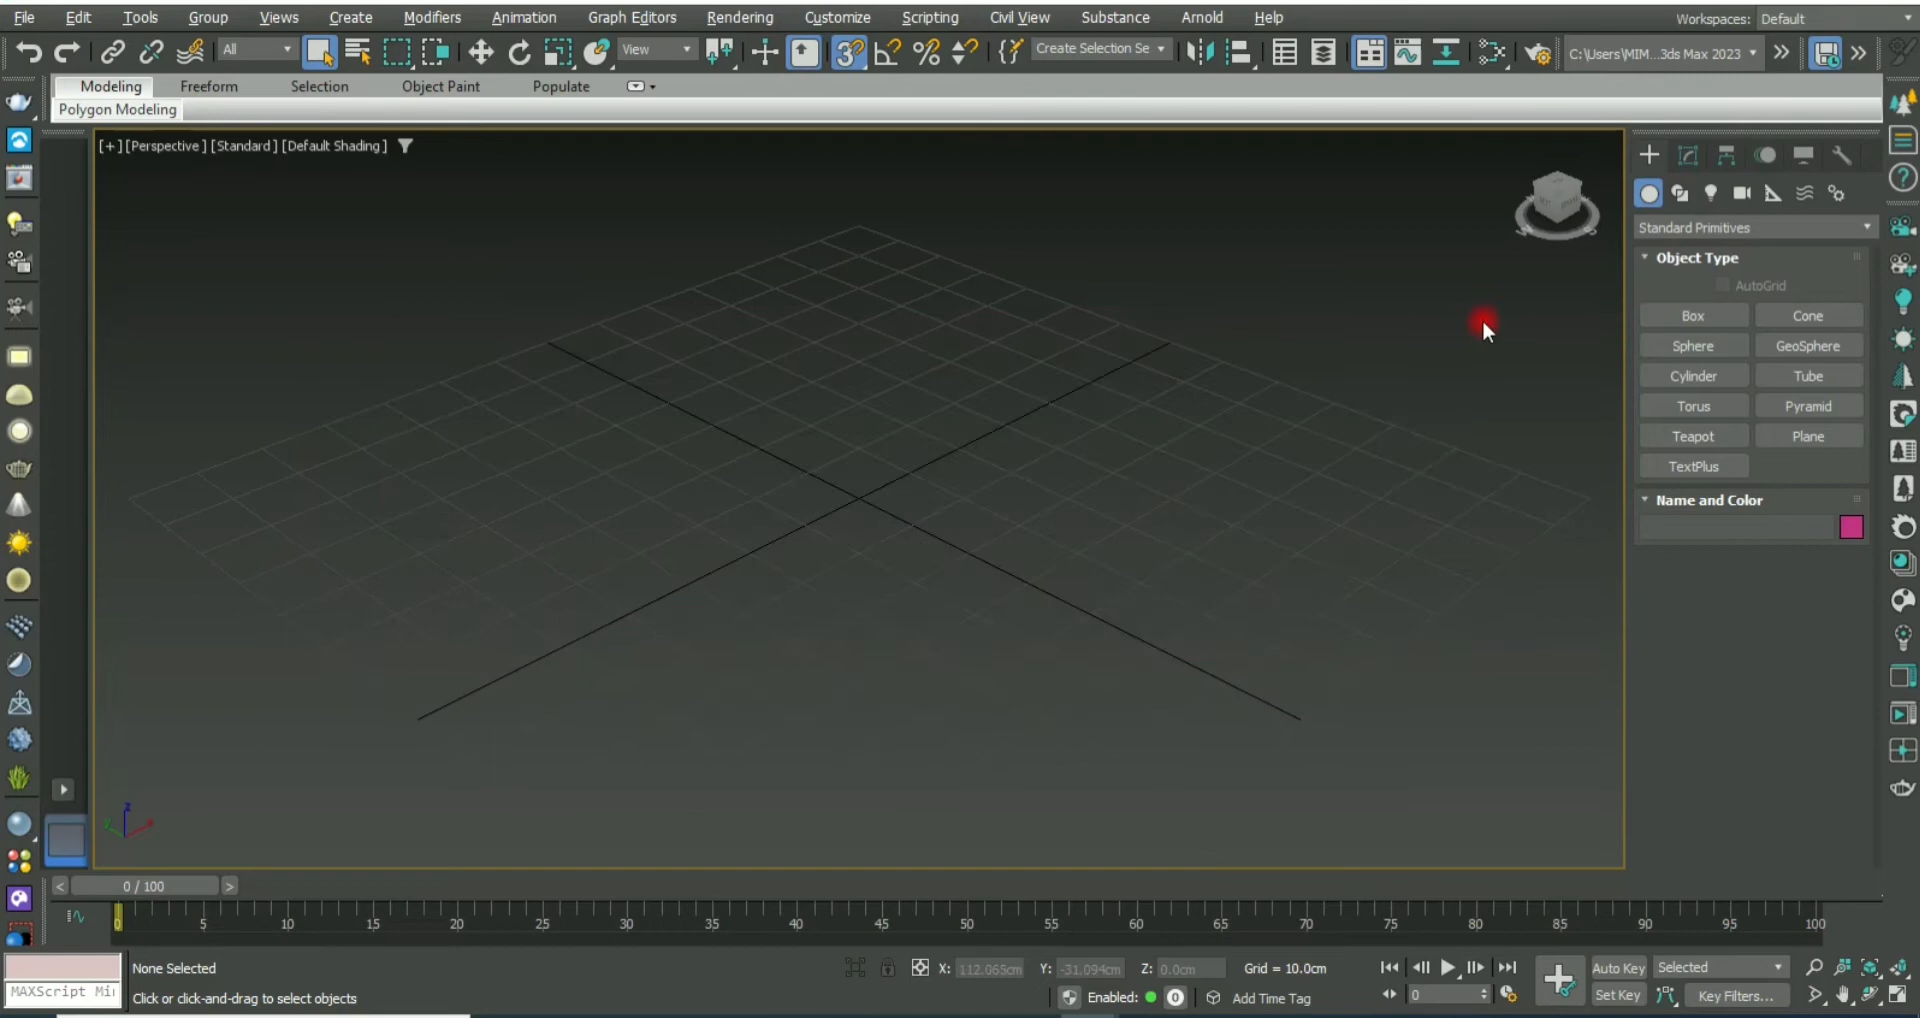 File Edit Tools Group Views Create Modifiers Animation Graph Editors Rendering Customize Scripting Civil View Substance Arnold Help Workspaces: Default
All View Create Selection Se C:\Users\MIM...3ds Max 2023
Modeling Freeform Selection Object Paint Populate
Polygon Modeling
[+] [Perspective] [Standard] [Default Shading]
Standard Primitives
Object Type
AutoGrid
Box Cone
Sphere GeoSphere
Cylinder Tube
Torus Pyramid
Teapot Plane
TextPlus
Name and Color
z
< 0 / 100 >
0 5 10 15 20 25 30 35 40 45 50 55 60 65 70 75 80 85 90 95 100
None Selected X: 112.065cm Y: -31.094cm Z: 0.0cm Grid = 10.0cm Auto Key Selected
MAXScript Mi
Click or click-and-drag to select objects Enabled: 0 Add Time Tag 0 Set Key Key Filters...